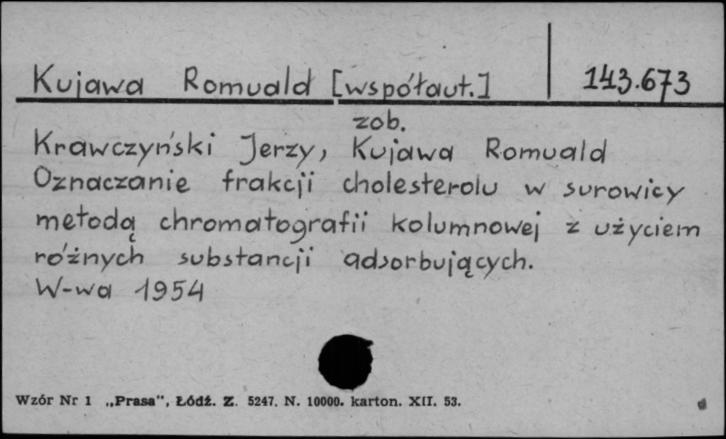 Kujawa Romuald [współaut.] 143.673
zob.
Krawczyński Jerzy, Kujawa Romuald
Oznaczanie frakcji cholesterolu w surowicy
metodą chromatografii kolumnowej z użyciem
różnych substancji adsorbujących.
W-wa 1954
Wzór Nr 1 „Prasa", Łódź. Z. 5247. N. 10000. karton. XII. 53.